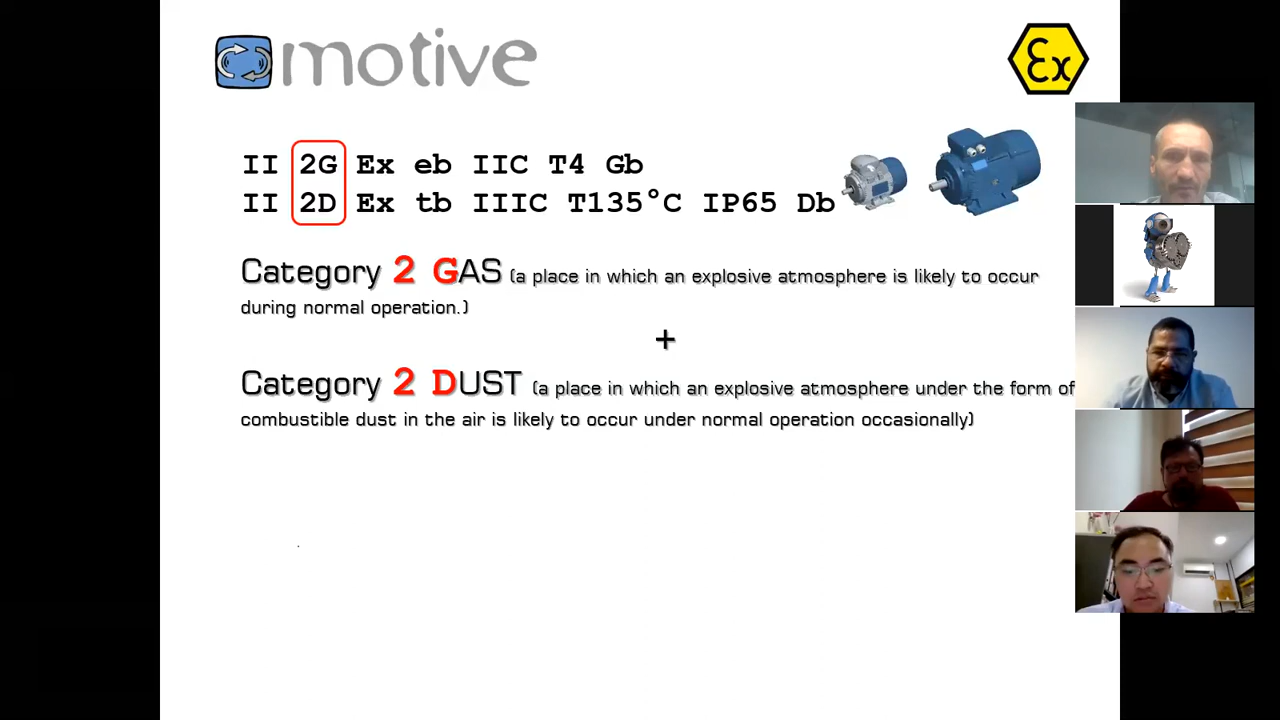 motive
Ex
II 2G Ex eb IIC T4 Gb
II 2D Ex tb IIIC T135°C IP65 Db
Category 2 GAS (a place in which an explosive atmosphere is likely to occur
during normal operation.)
+
Category 2 DUST (a place in which an explosive atmosphere under the form of
combustible dust in the air is likely to occur under normal operation occasionally)